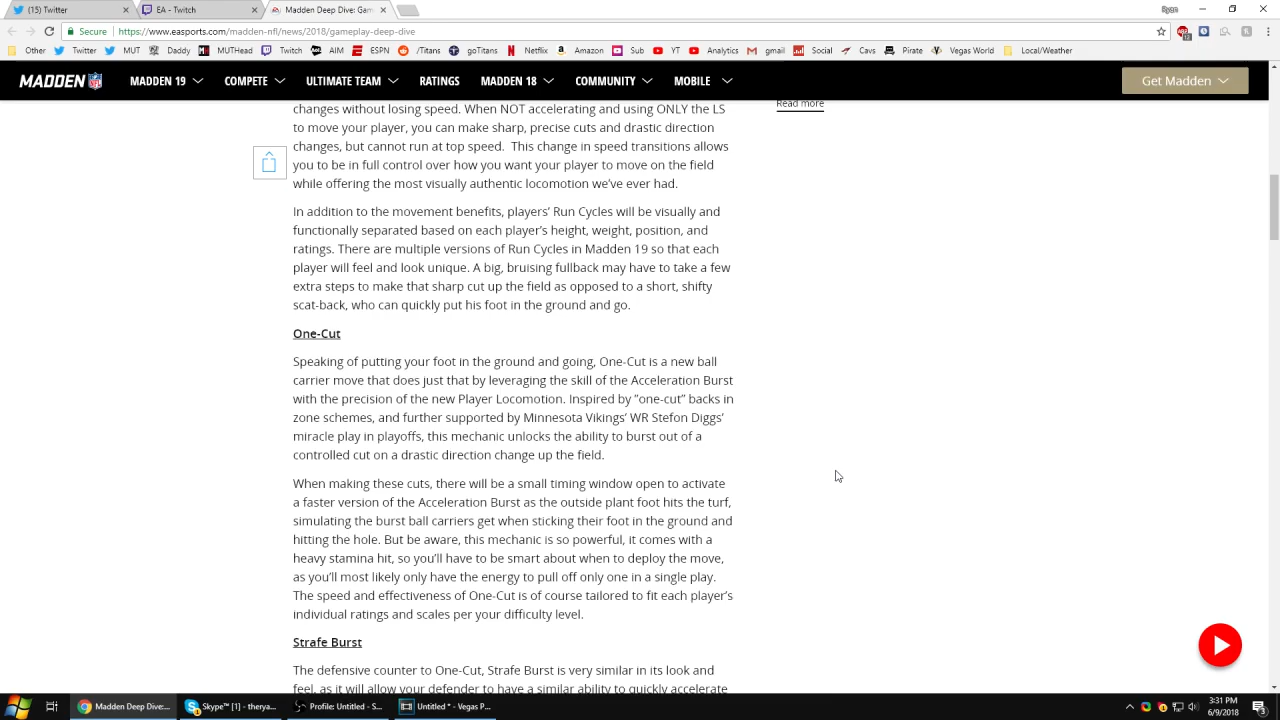 (15) Twitter
EA - Twitch
Madden Deep Dive: Gam
Ryan
Secure https://www.easports.com/madden-nfl/news/2018/gameplay-deep-dive
Other Twitter MUT Daddy MUTHead Twitch AIM ESPN /Titans goTitans Netflix Amazon Sub YT Analytics gmail Social Cavs Pirate Vegas World Local/Weather
MADDEN NFL MADDEN 19 COMPETE ULTIMATE TEAM RATINGS MADDEN 18 COMMUNITY MOBILE Get Madden
changes without losing speed. When NOT accelerating and using ONLY the LS
Read more
to move your player, you can make sharp, precise cuts and drastic direction
changes, but cannot run at top speed.  This change in speed transitions allows
you to be in full control over how you want your player to move on the field
while offering the most visually authentic locomotion we've ever had.
In addition to the movement benefits, players' Run Cycles will be visually and
functionally separated based on each player's height, weight, position, and
ratings. There are multiple versions of Run Cycles in Madden 19 so that each
player will feel and look unique. A big, bruising fullback may have to take a few
extra steps to make that sharp cut up the field as opposed to a short, shifty
scat-back, who can quickly put his foot in the ground and go.
One-Cut
Speaking of putting your foot in the ground and going, One-Cut is a new ball
carrier move that does just that by leveraging the skill of the Acceleration Burst
with the precision of the new Player Locomotion. Inspired by "one-cut" backs in
zone schemes, and further supported by Minnesota Vikings' WR Stefon Diggs'
miracle play in playoffs, this mechanic unlocks the ability to burst out of a
controlled cut on a drastic direction change up the field.
When making these cuts, there will be a small timing window open to activate
a faster version of the Acceleration Burst as the outside plant foot hits the turf,
simulating the burst ball carriers get when sticking their foot in the ground and
hitting the hole. But be aware, this mechanic is so powerful, it comes with a
heavy stamina hit, so you'll have to be smart about when to deploy the move,
as you'll most likely only have the energy to pull off only one in a single play.
The speed and effectiveness of One-Cut is of course tailored to fit each player's
individual ratings and scales per your difficulty level.
Strafe Burst
The defensive counter to One-Cut, Strafe Burst is very similar in its look and
feel, as it will allow your defender to have a similar ability to quickly accelerate
Madden Deep Dive:... Skype™ [1] - therya... Profile: Untitled - S... Untitled * - Vegas P...
3:31 PM
6/9/2018